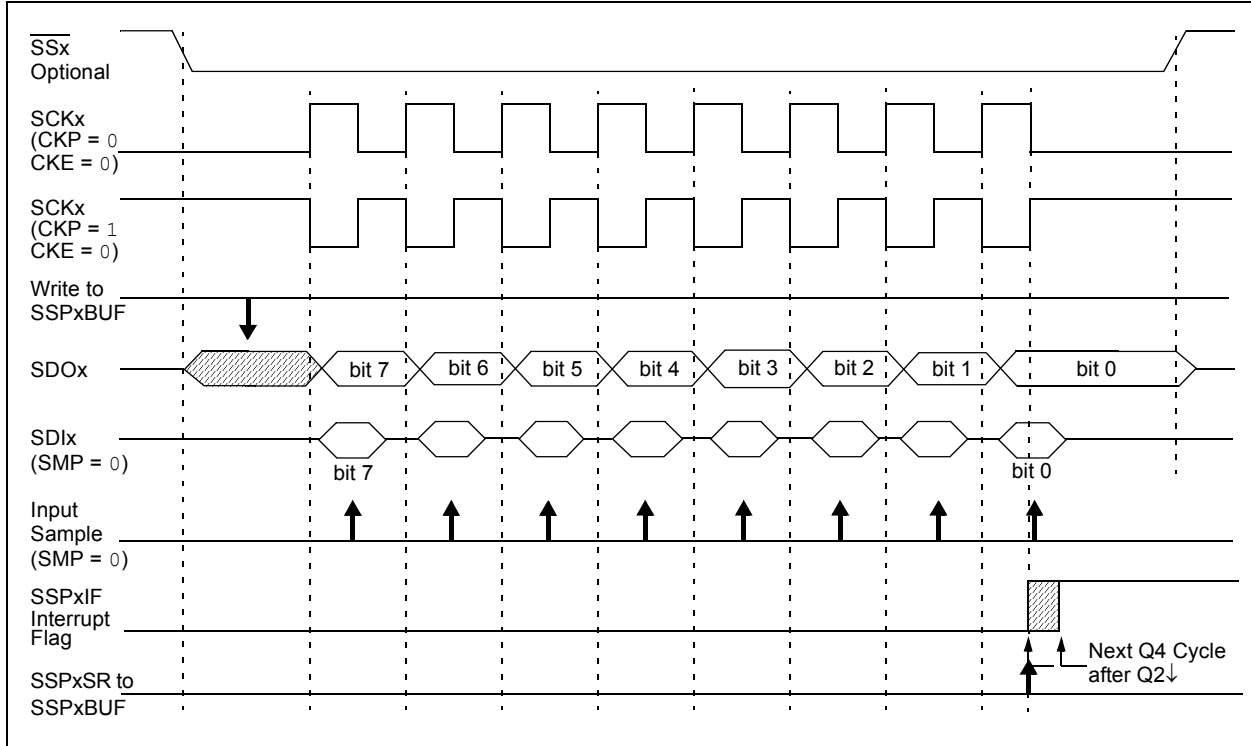 SSx
Optional
SCKx
(CKP = 0
CKE = 0)
SCKx
(CKP = 1
CKE = 0)
Write to
SSPxBUF
SDOx
bit 7
bit 6
bit 5
bit 4
bit 3
bit 2
bit 1
bit 0
SDIx
(SMP = 0)
bit 7
bit 0
Input
Sample
(SMP = 0)
SSPxIF
Interrupt
Flag
Next Q4 Cycle
after Q2↓
SSPxSR to
SSPxBUF